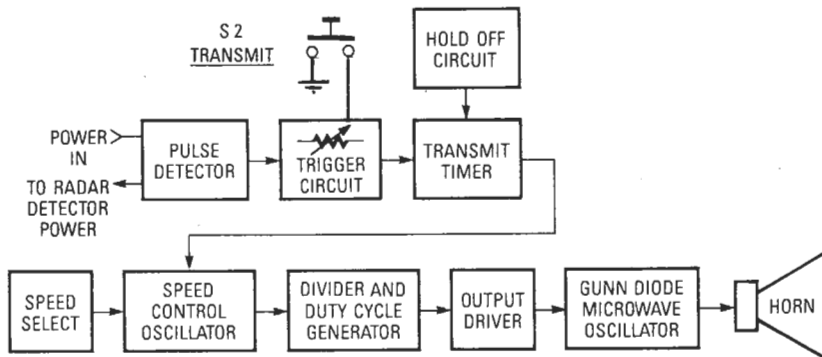 S 2
TRANSMIT
HOLD OFF
CIRCUIT
POWER
IN
TO RADAR
DETECTOR
POWER
PULSE
DETECTOR
TRIGGER
CIRCUIT
TRANSMIT
TIMER
SPEED
SELECT
SPEED
CONTROL
OSCILLATOR
DIVIDER AND
DUTY CYCLE
GENERATOR
OUTPUT
DRIVER
GUNN DIODE
MICROWAVE
OSCILLATOR
HORN